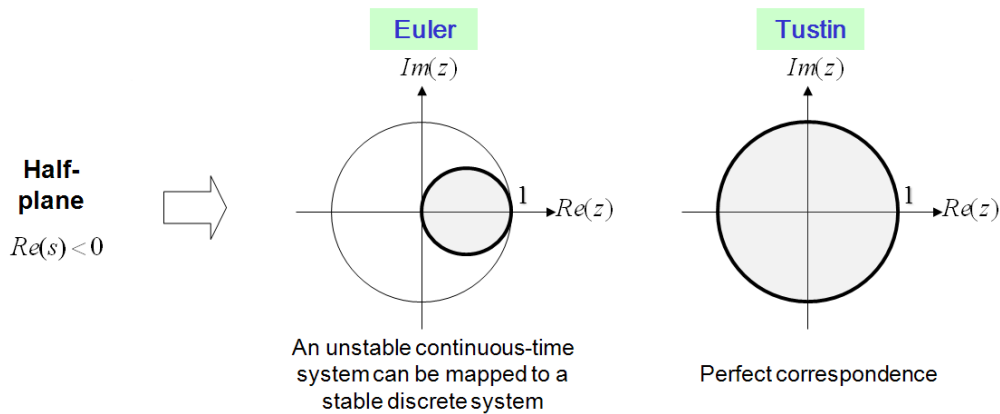 Euler
Tustin
Im(z)
Im(z)
Half-
plane
Re(s)<0
1
Re(z)
1
Re(z)
An unstable continuous-time
system can be mapped to a
stable discrete system
Perfect correspondence